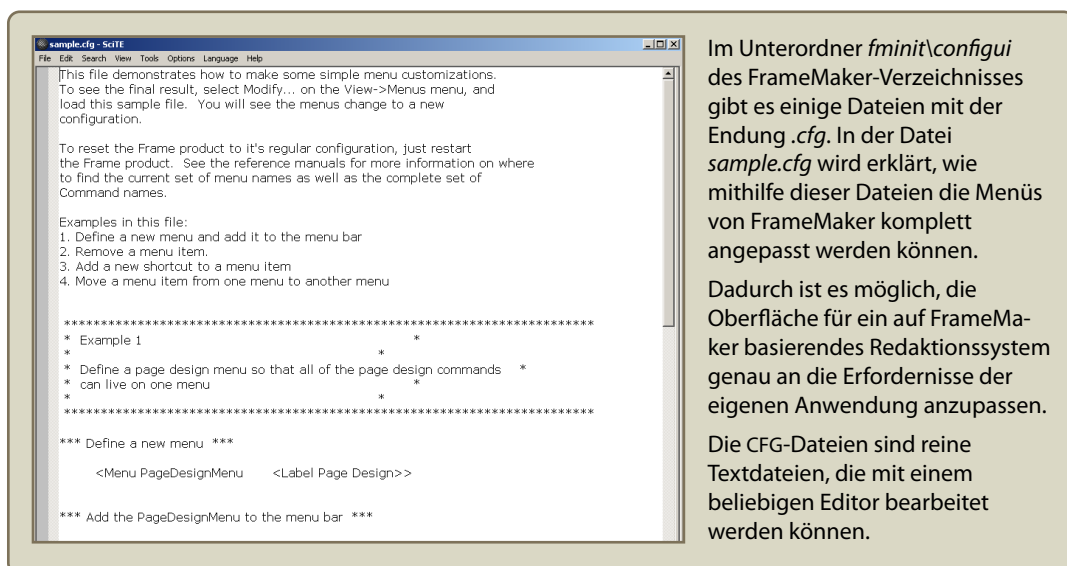 sample.cfg - SciTE
File Edit Search View Tools Options Language Help
This file demonstrates how to make some simple menu customizations.
To see the final result, select Modify... on the View->Menus menu, and
load this sample file.  You will see the menus change to a new
configuration.
To reset the Frame product to it's regular configuration, just restart
the Frame product.  See the reference manuals for more information on where
to find the current set of menu names as well as the complete set of
Command names.
Examples in this file:
1. Define a new menu and add it to the menu bar
2. Remove a menu item.
3. Add a new shortcut to a menu item
4. Move a menu item from one menu to another menu
*************************************************************************
*  Example 1 *
* *
*  Define a page design menu so that all of the page design commands *
*  can live on one menu *
* *
*************************************************************************
*** Define a new menu  ***
<Menu PageDesignMenu <Label Page Design>>
*** Add the PageDesignMenu to the menu bar  ***
Im Unterordner fminit\configui
des FrameMaker-Verzeichnisses
gibt es einige Dateien mit der
Endung .cfg. In der Datei
sample.cfg wird erklärt, wie
mithilfe dieser Dateien die Menüs
von FrameMaker komplett
angepasst werden können.
Dadurch ist es möglich, die
Oberfläche für ein auf FrameMa-
ker basierendes Redaktionssystem
genau an die Erfordernisse der
eigenen Anwendung anzupassen.
Die CFG-Dateien sind reine
Textdateien, die mit einem
beliebigen Editor bearbeitet
werden können.